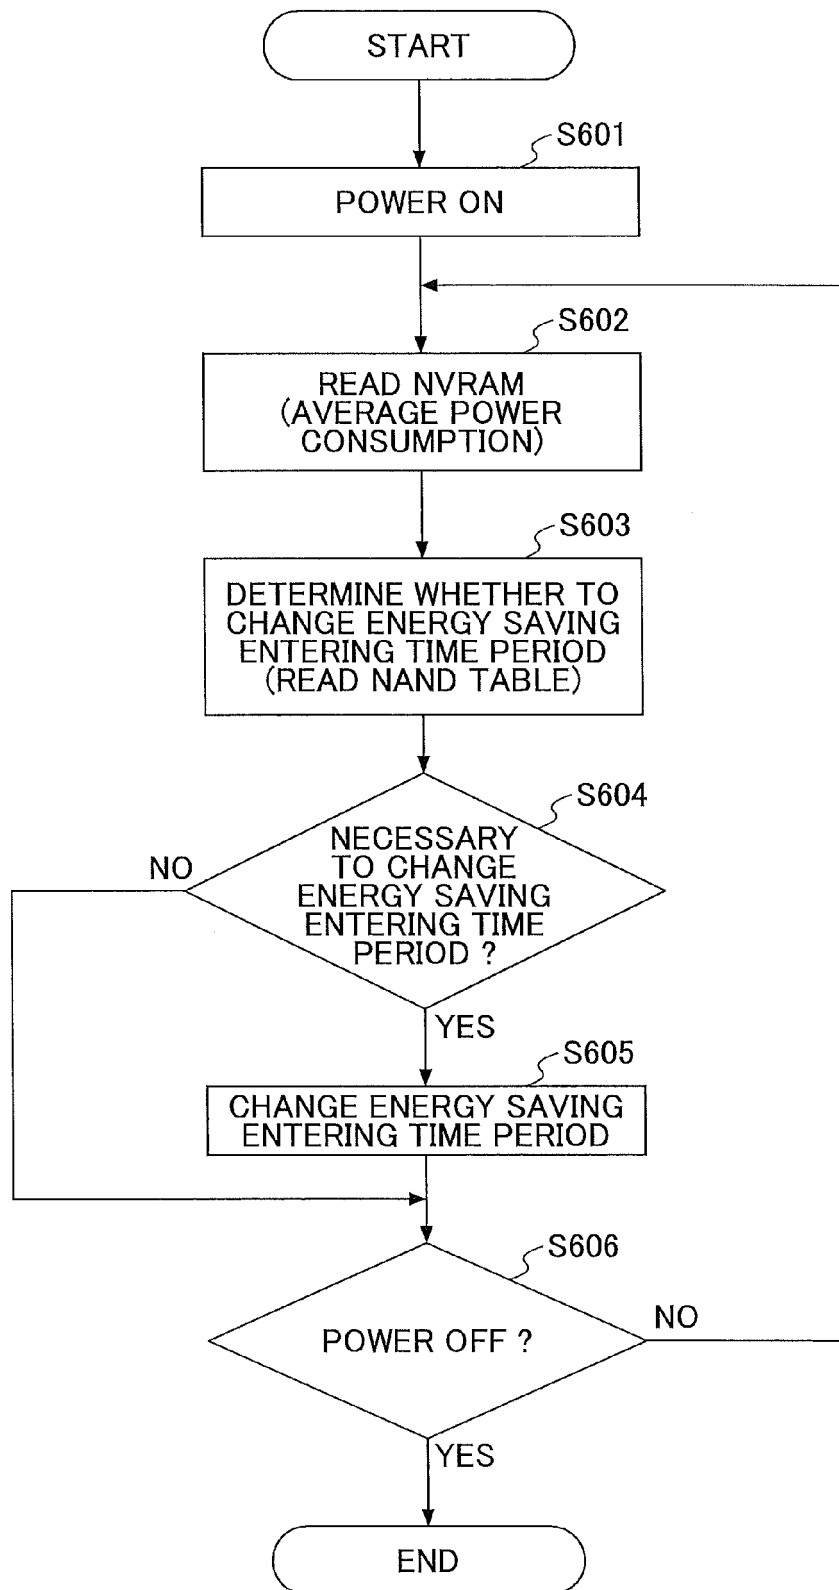 START
S601
POWER ON
S602
READ NVRAM
(AVERAGE POWER
CONSUMPTION)
S603
DETERMINE WHETHER TO
CHANGE ENERGY SAVING
ENTERING TIME PERIOD
(READ NAND TABLE)
S604
NECESSARY
TO CHANGE
ENERGY SAVING
ENTERING TIME
PERIOD ?
NO
YES
S605
CHANGE ENERGY SAVING
ENTERING TIME PERIOD
S606
POWER OFF ?
NO
YES
END